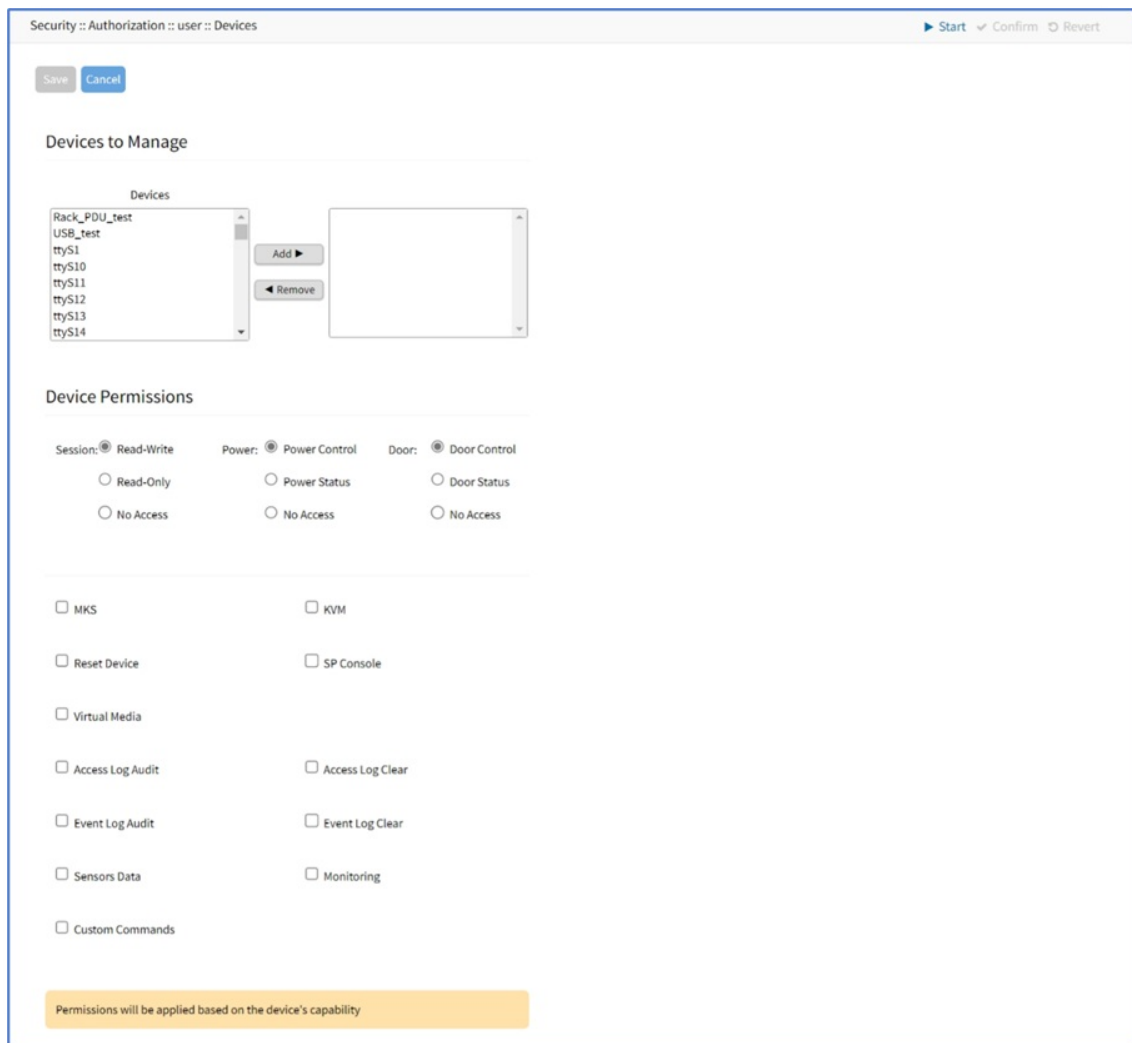 Security :: Authorization :: user :: Devices Start Confirm Revert
Save Cancel
Devices to Manage
Devices
Rack_PDU_test
USB_test
ttyS1
ttyS10
ttyS11
ttyS12
ttyS13
ttyS14
Add
Remove
Device Permissions
Session: Read-Write Power: Power Control Door: Door Control
Read-Only Power Status Door Status
No Access No Access No Access
MKS KVM
Reset Device SP Console
Virtual Media
Access Log Audit Access Log Clear
Event Log Audit Event Log Clear
Sensors Data Monitoring
Custom Commands
Permissions will be applied based on the device's capability